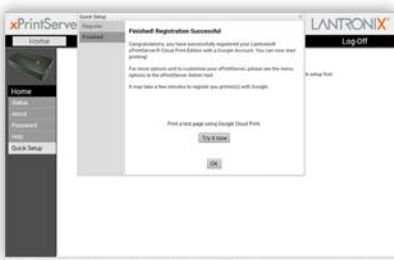 xPrintServe
LANTRONIX
Home
Log-Off
Quick Setup
Register
Finished
Finished! Registration Successful
Congratulations, you have successfully registered your Lantronix®
xPrintServer® Cloud Print Edition with a Google Account. You can now start
printing!
For more options and to customize your xPrintServer, please see the menu
options in the xPrintServer Admin tool.
It may take a few minutes to register you printer(s) with Google.
Print a test page using Google Cloud Print.
Try it now
OK
k setup first
Home
Status
About
Password
Help
Quick Setup